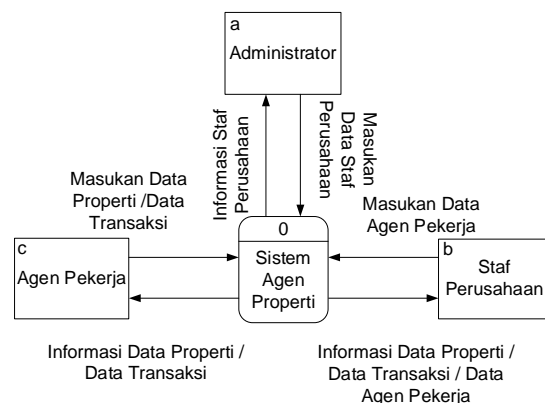 a
Administrator
Informasi Staf
Perusahaan
Masukan
Data Staf
Perusahaan
Masukan Data
Properti /Data
Transaksi
Masukan Data
Agen Pekerja
c
Agen Pekerja
0
Sistem
Agen
Properti
b
Staf
Perusahaan
Informasi Data Properti /
Data Transaksi
Informasi Data Properti /
Data Transaksi / Data
Agen Pekerja